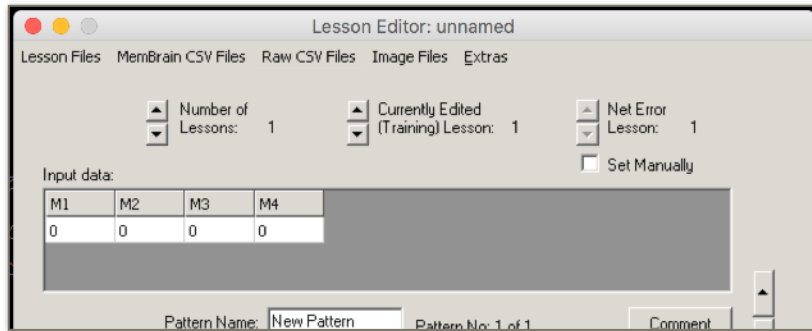 Lesson Editor: unnamed
Lesson Files MemBrain CSV Files Raw CSV Files Image Files Extras
Number of Lessons: 1
Currently Edited (Training) Lesson: 1
Net Error Lesson: 1
Set Manually
Input data:
M1 M2 M3 M4
0 0 0 0
Pattern Name: New Pattern Pattern No: 1 of 1 Comment